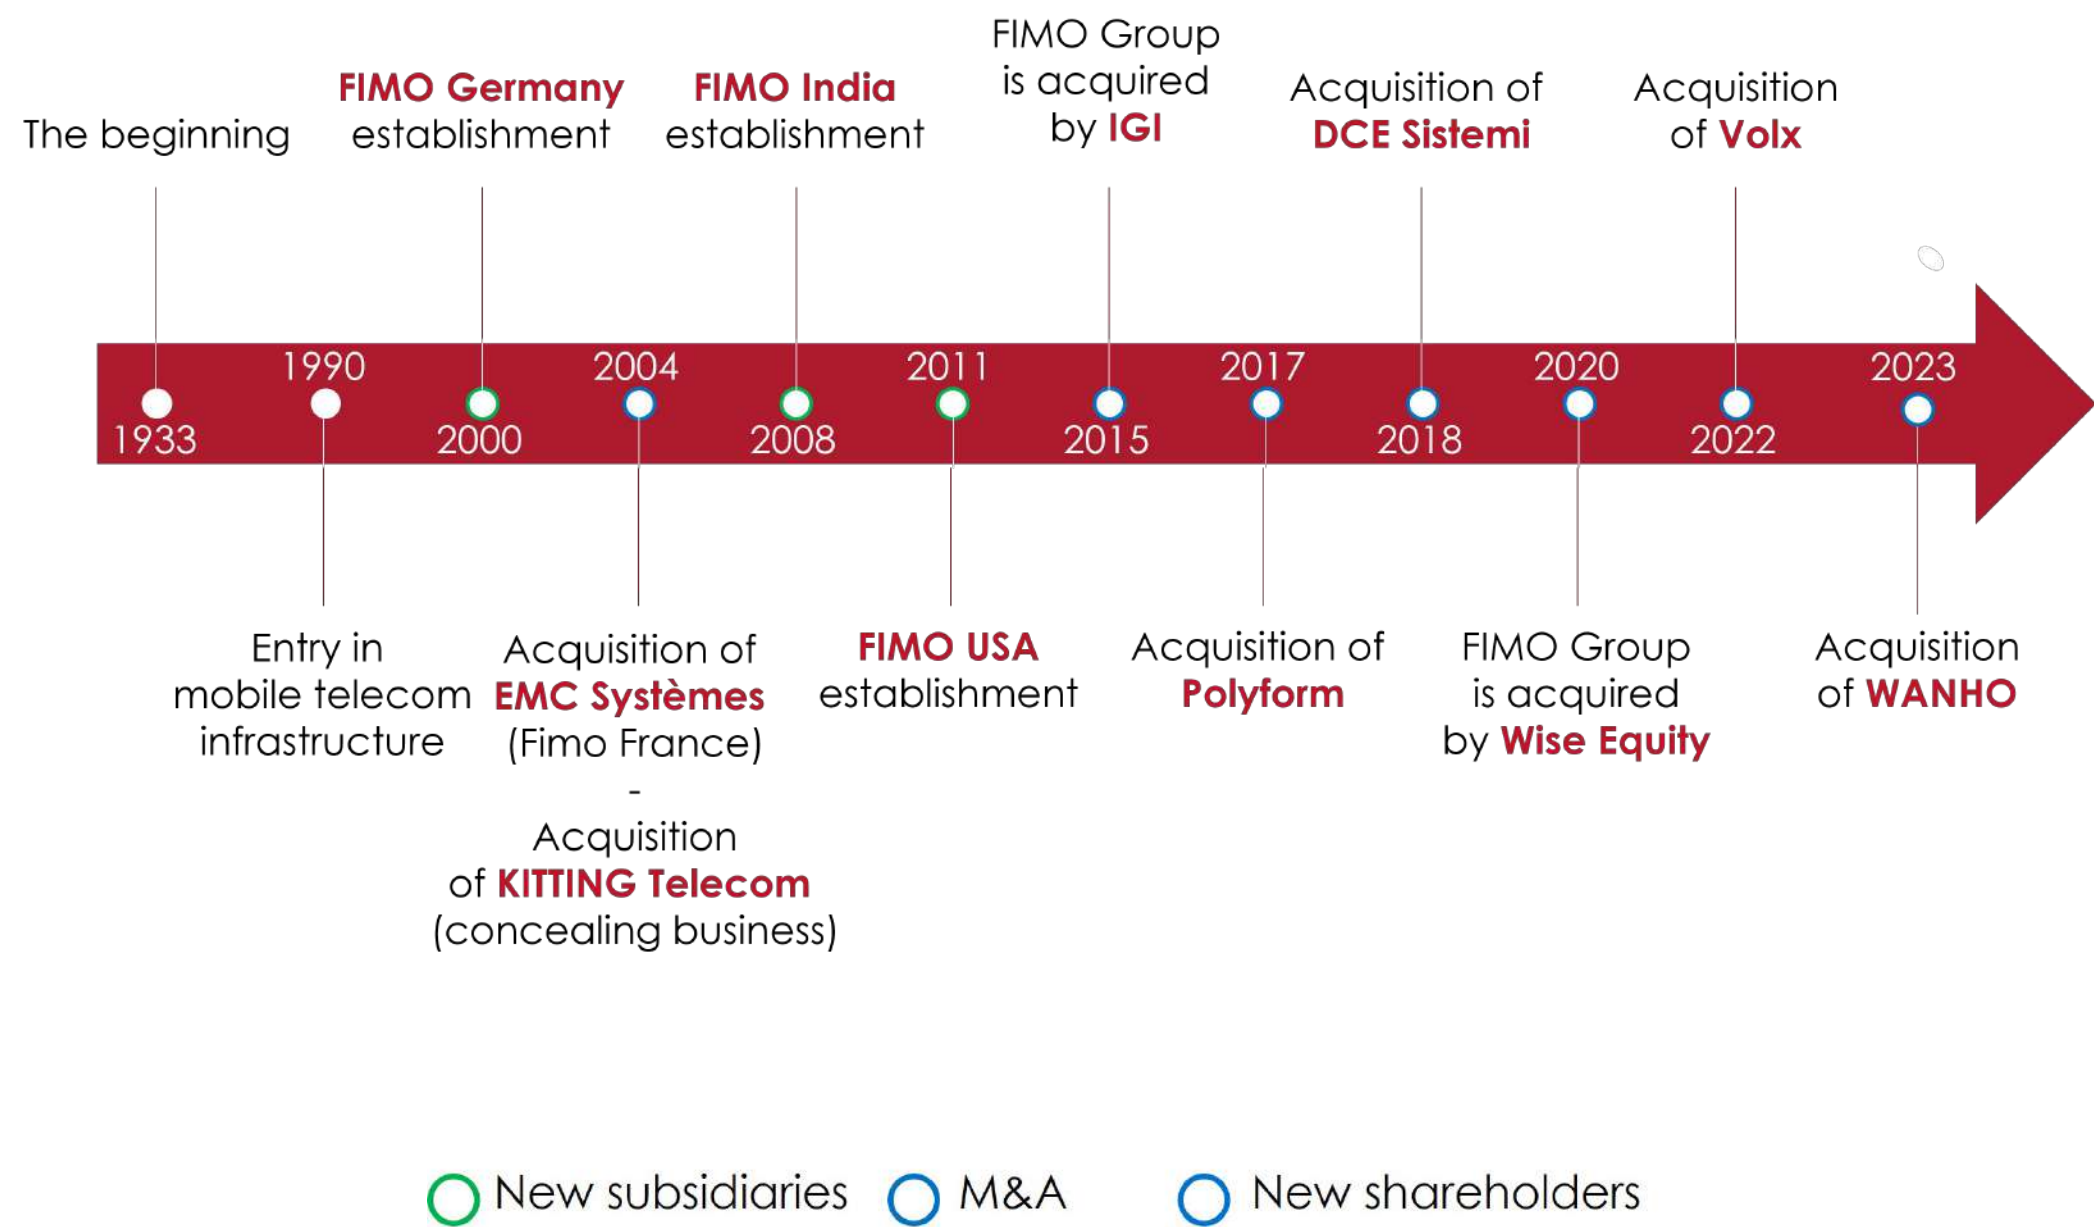 The beginning
FIMO Germany
establishment
FIMO India
establishment
FIMO Group
is acquired
by IGI
Acquisition of
DCE Sistemi
Acquisition
of Volx
1990
2004
2011
2017
2020
2023
1933
2000
2008
2015
2018
2022
Entry in
mobile telecom
infrastructure
Acquisition of
EMC Systèmes
(Fimo France)
-
Acquisition
of KITTING Telecom
(concealing business)
FIMO USA
establishment
Acquisition of
Polyform
FIMO Group
is acquired
by Wise Equity
Acquisition
of WANHO
New subsidiaries
M&A
New shareholders